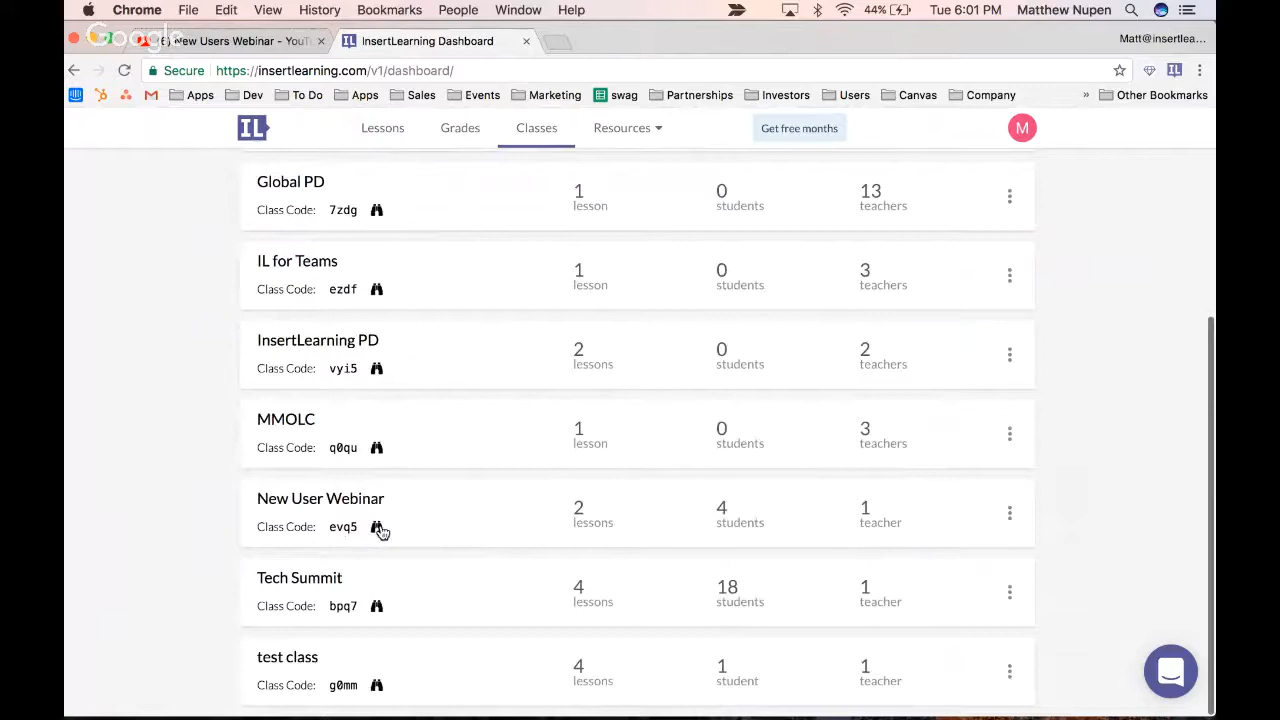 Chrome File Edit View History Bookmarks People Window Help 44% Tue 6:01 PM Matthew Nupen
Google
New Users Webinar - YouT × IL InsertLearning Dashboard × Matt@insertlea...
Secure https://insertlearning.com/v1/dashboard/ IL
Apps Dev To Do Apps Sales Events Marketing swag Partnerships Investors Users Canvas Company » Other Bookmarks
IL Lessons Grades Classes Resources Get free months M
Global PD
Class Code: 7zdg
1 lesson
0 students
13 teachers
IL for Teams
Class Code: ezdf
1 lesson
0 students
3 teachers
InsertLearning PD
Class Code: vyi5
2 lessons
0 students
2 teachers
MMOLC
Class Code: q0qu
1 lesson
0 students
3 teachers
New User Webinar
Class Code: evq5
2 lessons
4 students
1 teacher
Tech Summit
Class Code: bpq7
4 lessons
18 students
1 teacher
test class
Class Code: g0mm
4 lessons
1 student
1 teacher